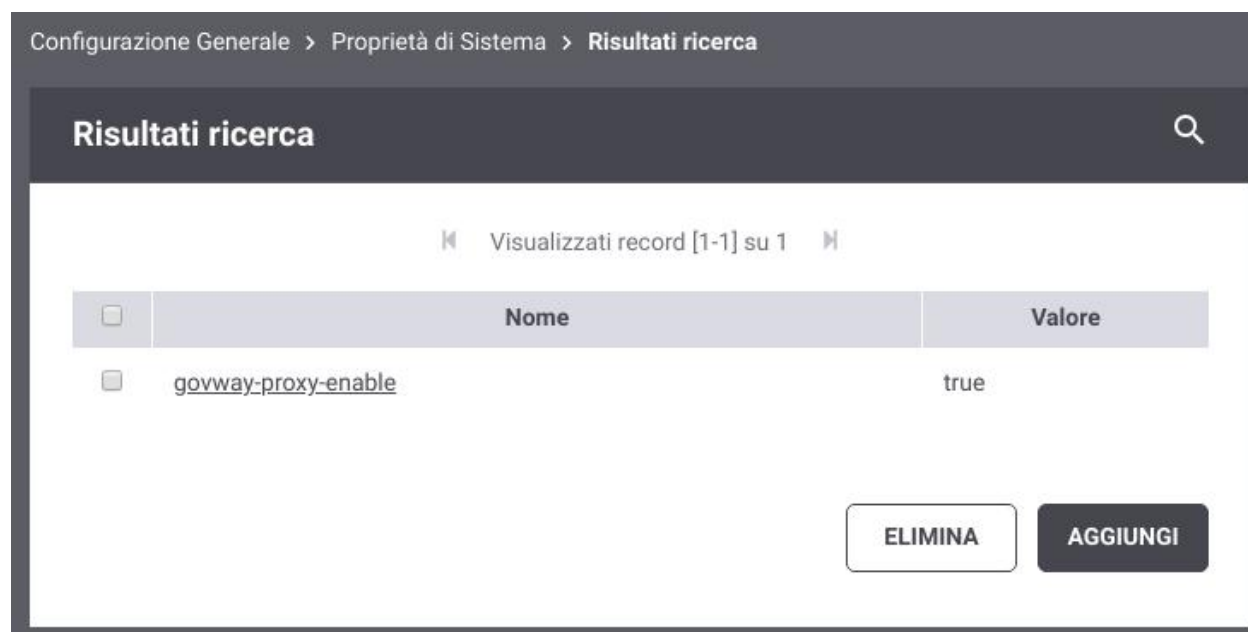 Configurazione Generale > Proprietà di Sistema > Risultati ricerca
Risultati ricerca
Visualizzati record [1-1] su 1
Nome Valore
govway-proxy-enable true
ELIMINA AGGIUNGI